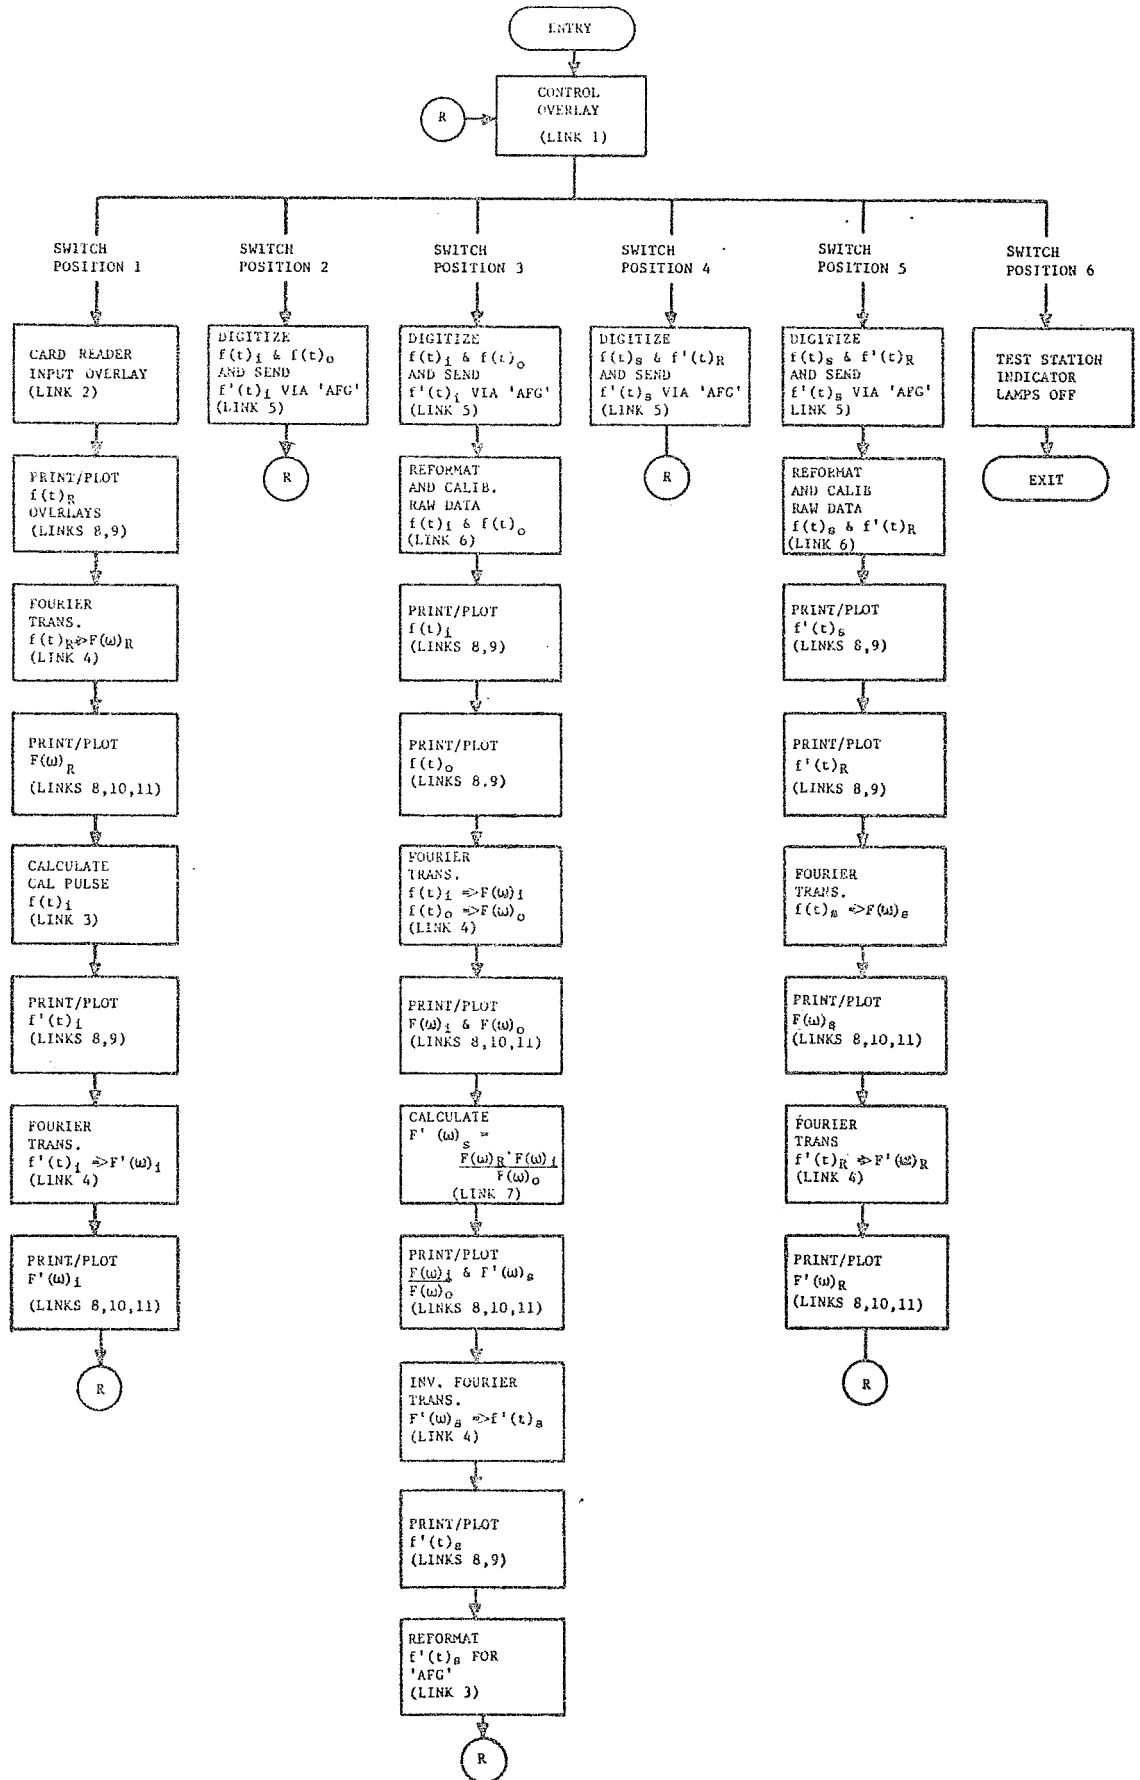 ENTRY
CONTROL
OVERLAY
(LINK 1)
R
SWITCH
POSITION 1
CARD READER
INPUT OVERLAY
(LINK 2)
PRINT/PLOT
f(t)R
OVERLAYS
(LINKS 8,9)
FOURIER
TRANS.
f(t)R=>F(ω)R
(LINK 4)
PRINT/PLOT
F(ω)R
(LINKS 8,10,11)
CALCULATE
CAL PULSE
f(t)i
(LINK 3)
PRINT/PLOT
f'(t)i
(LINKS 8,9)
FOURIER
TRANS.
f'(t)i =>F'(ω)i
(LINK 4)
PRINT/PLOT
F'(ω)i
(LINKS 8,10,11)
R
SWITCH
POSITION 2
DIGITIZE
f(t)i & f(t)o
AND SEND
f'(t)i VIA 'AFG'
(LINK 5)
R
SWITCH
POSITION 3
DIGITIZE
f(t)i & f(t)o
AND SEND
f'(t)i VIA 'AFG'
(LINK 5)
REFORMAT
AND CALIB.
RAW DATA
f(t)i & f(t)o
(LINK 6)
PRINT/PLOT
f(t)i
(LINKS 8,9)
PRINT/PLOT
f(t)o
(LINKS 8.9)
FOURIER
TRANS.
f(t)i =>F(ω)i
f(t)o =>F(ω)o
(LINK 4)
PRINT/PLOT
F(ω)i & F(ω)o
(LINKS 8,10,11)
CALCULATE
F' (ω)s =
F(ω)R·F(ω)i
F(ω)o
(LINK 7)
PRINT/PLOT
F(ω)i & F'(ω)s
F(ω)o
(LINKS 8,10,11)
INV. FOURIER
TRANS.
F'(ω)s =>f'(t)s
(LINK 4)
PRINT/PLOT
f'(t)s
(LINKS 8,9)
REFORMAT
f'(t)s FOR
'AFG'
(LINK 3)
R
SWITCH
POSITION 4
DIGITIZE
f(t)s & f'(t)R
AND SEND
f'(t)s VIA 'AFG'
(LINK 5)
R
SWITCH
POSITION 5
DIGITIZE
f(t)s & f'(t)R
AND SEND
f'(t)s VIA 'AFG'
LINK 5)
REFORMAT
AND CALIB
RAW DATA
f(t)s & f'(t)R
(LINK 6)
PRINT/PLOT
f'(t)s
(LINKS 8,9)
PRINT/PLOT
f'(t)R
(LINKS 8,9)
FOURIER
TRANS.
f(t)s =>F(ω)s
PRINT/PLOT
F(ω)s
(LINKS 8,10,11)
FOURIER
TRANS
f'(t)R =>F'(ω)R
(LINK 4)
PRINT/PLOT
F'(ω)R
(LINKS 8,10,11)
R
SWITCH
POSITION 6
TEST STATION
INDICATOR
LAMPS OFF
EXIT